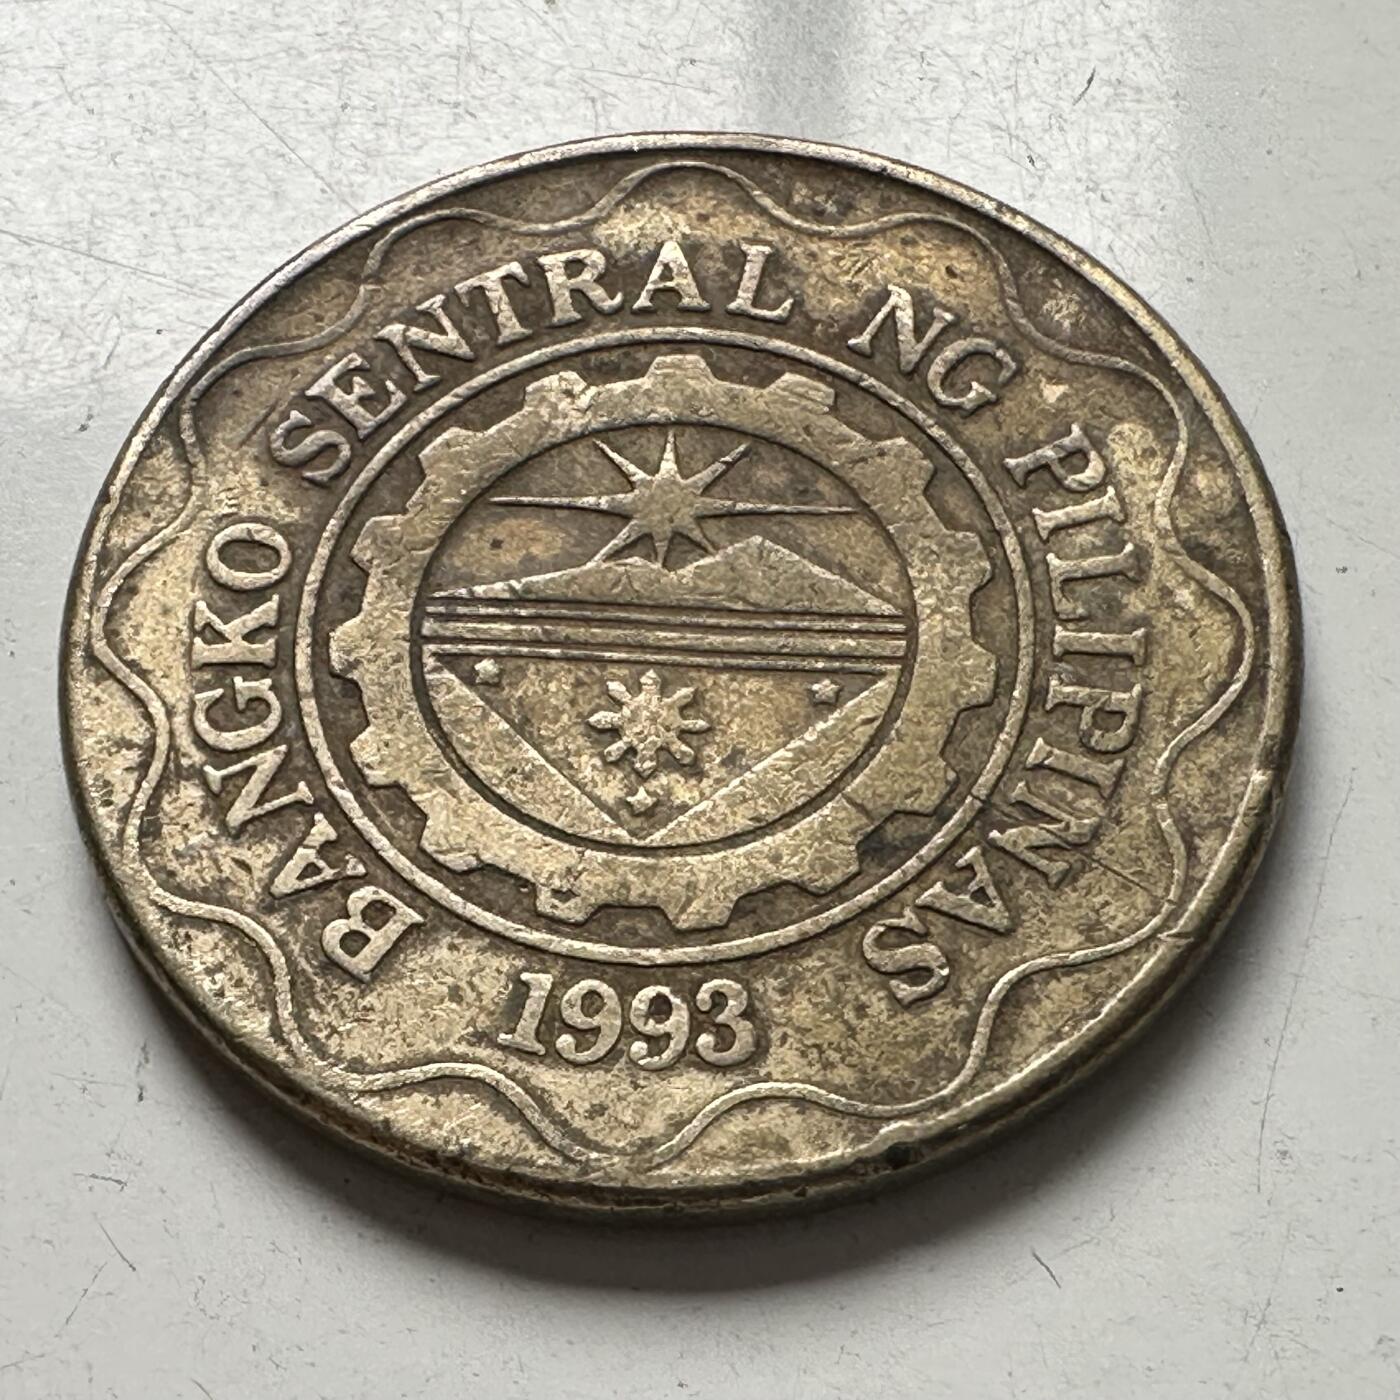 BANGKO SENTRAL NG PILIPINAS
1993